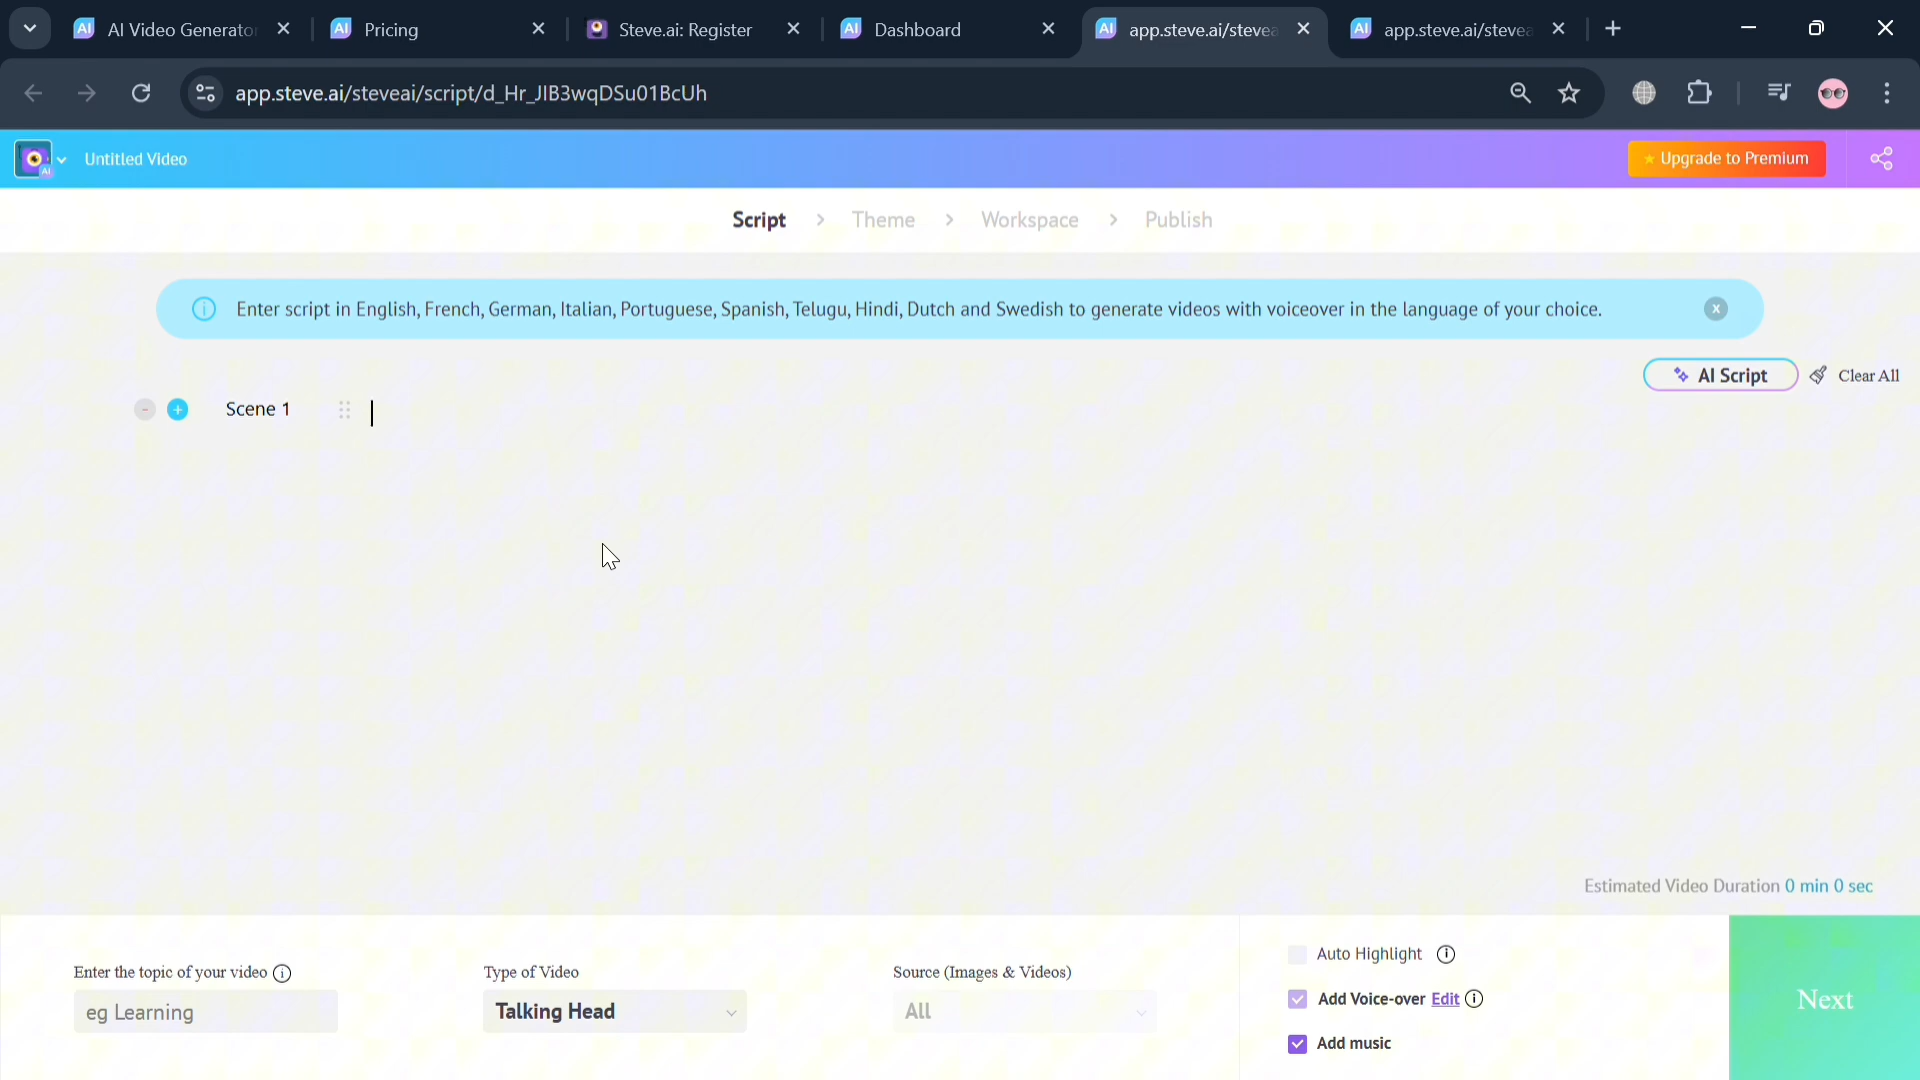 AI Video Generato
Pricing
Steve.ai: Register
Dashboard
app.steve.ai/stevea
app.steve.ai/stevea
app.steve.ai/steveai/script/d_Hr_JIB3wqDSu01BcUh
AI
Untitled Video
Upgrade to Premium
Script > Theme > Workspace > Publish
Enter script in English, French, German, Italian, Portuguese, Spanish, Telugu, Hindi, Dutch and Swedish to generate videos with voiceover in the language of your choice.
x
AI Script
Clear All
- + Scene 1
Estimated Video Duration 0 min 0 sec
Enter the topic of your video
eg Learning
Type of Video
Talking Head
Source (Images & Videos)
All
Auto Highlight
Add Voice-over Edit
Add music
Next